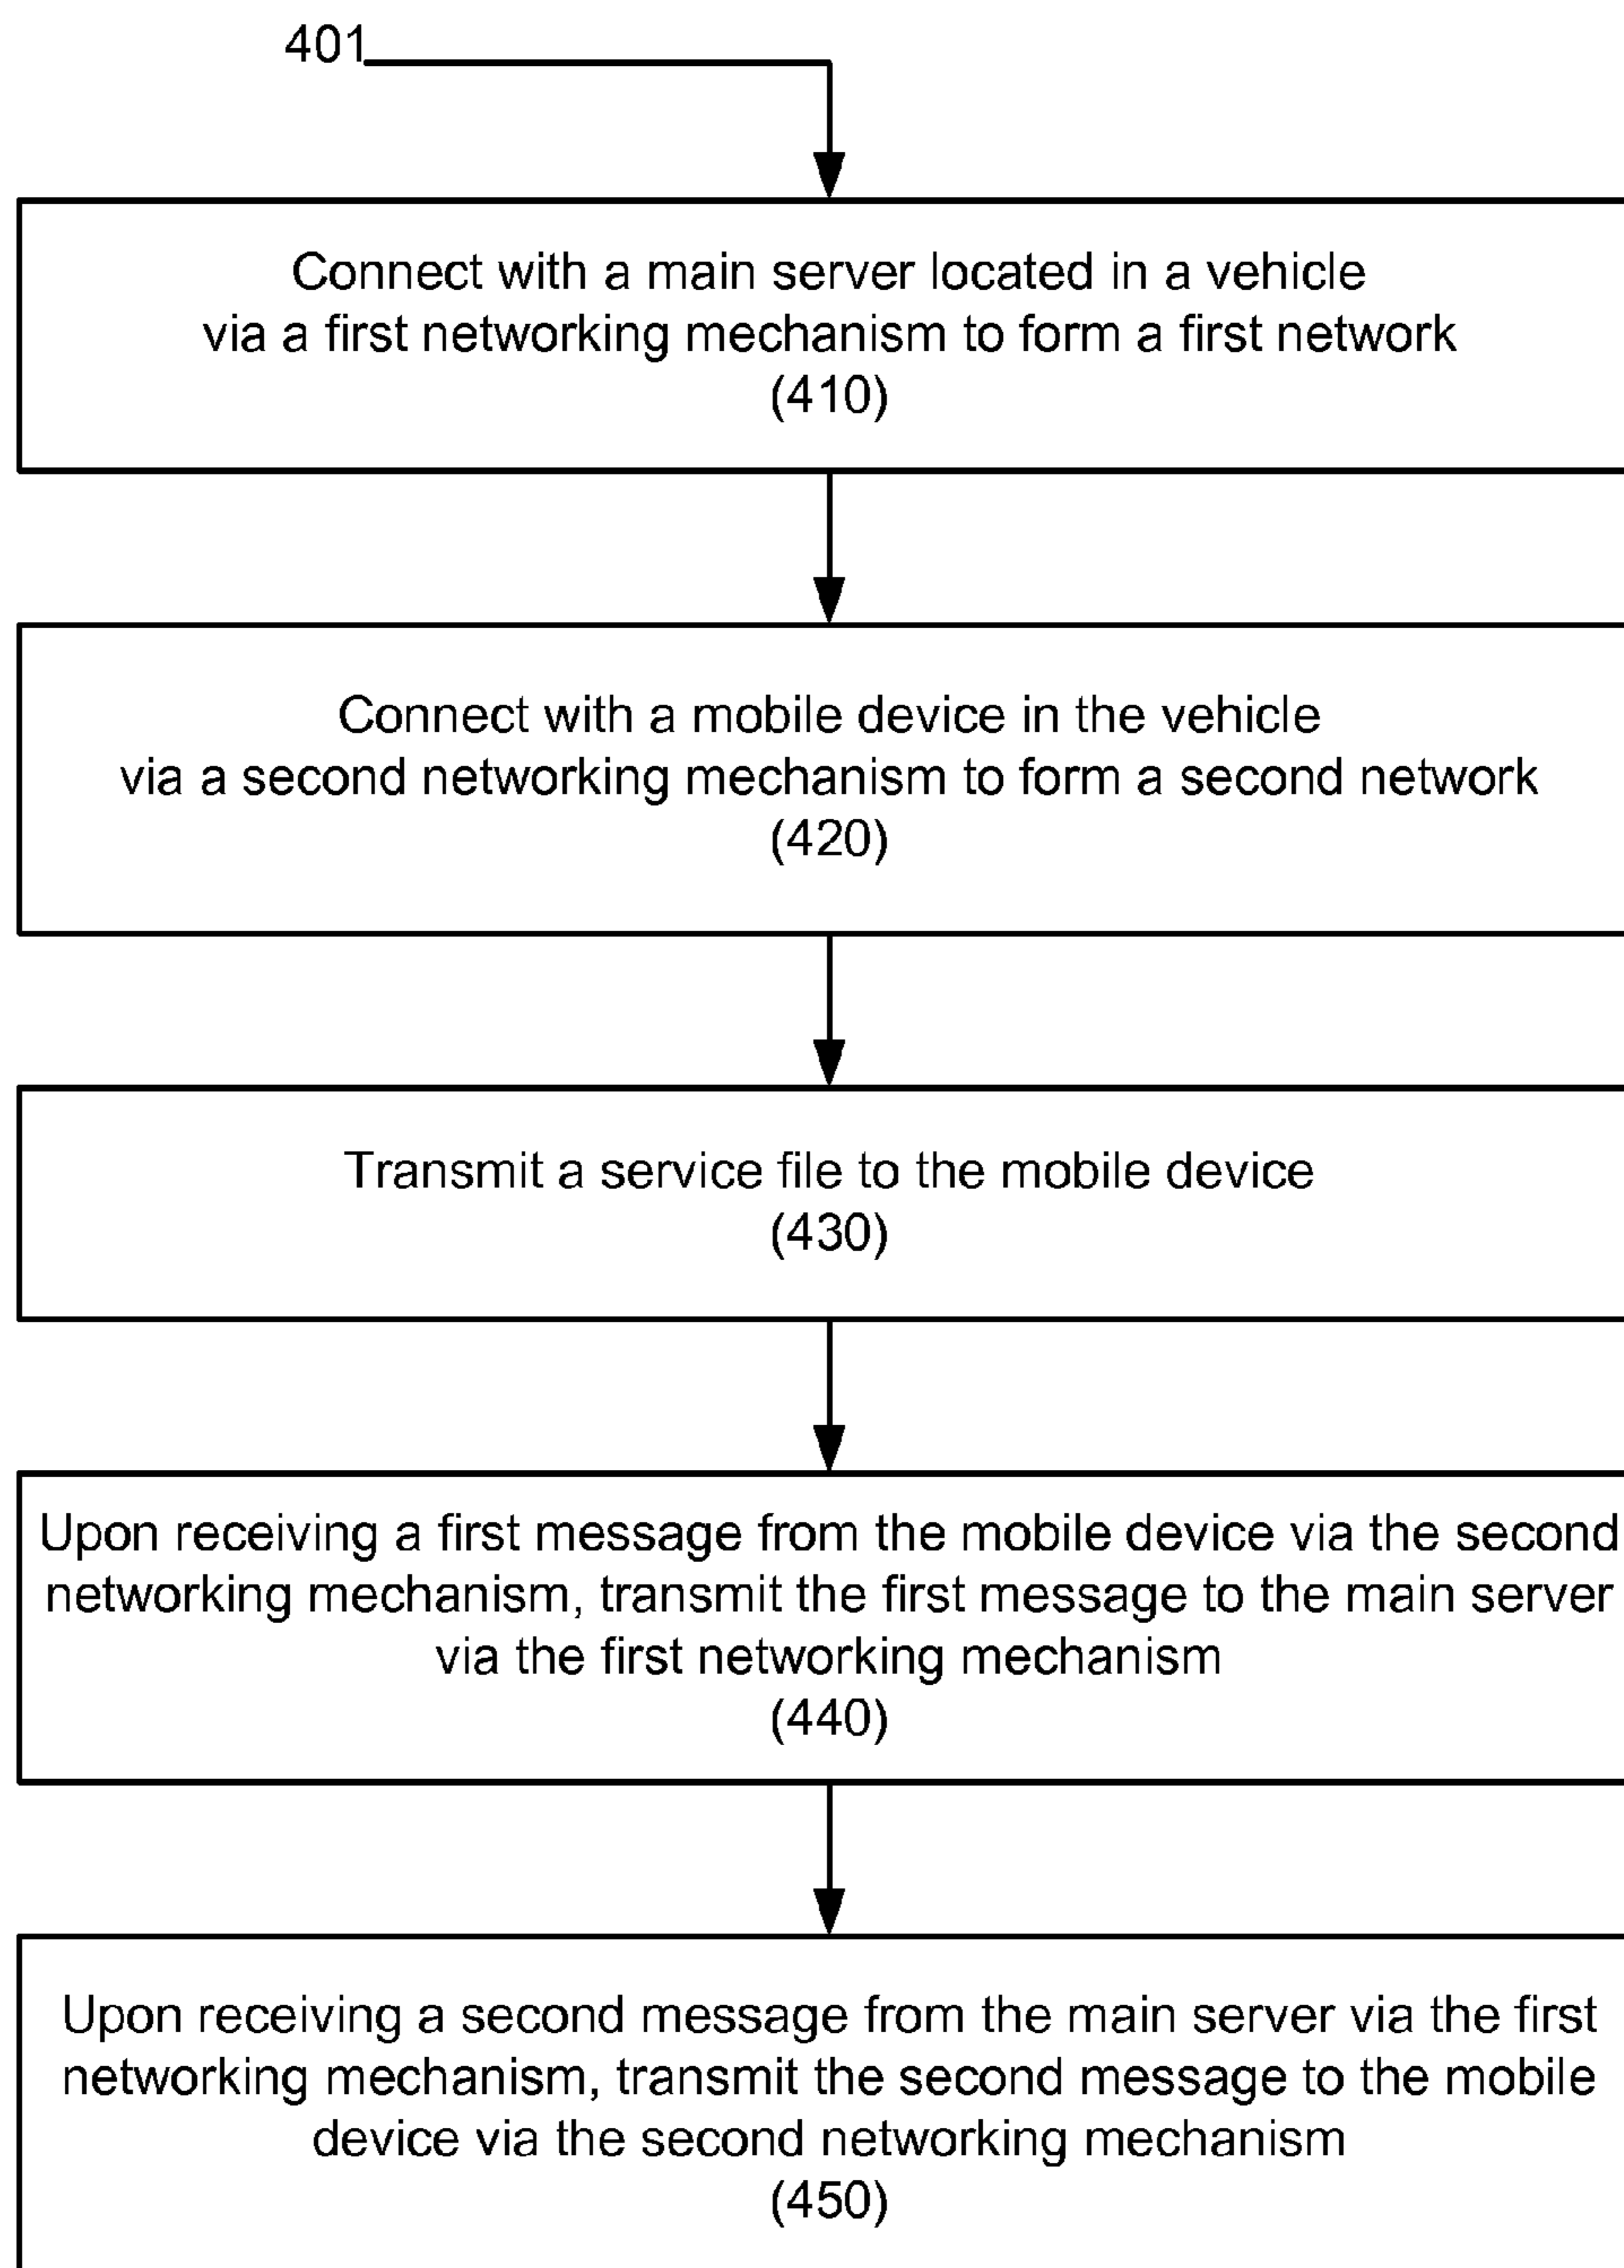 401
Connect with a main server located in a vehicle
via a first networking mechanism to form a first network
(410)
Connect with a mobile device in the vehicle
via a second networking mechanism to form a second network
(420)
Transmit a service file to the mobile device
(430)
Upon receiving a first message from the mobile device via the second
networking mechanism, transmit the first message to the main server
via the first networking mechanism
(440)
Upon receiving a second message from the main server via the first
networking mechanism, transmit the second message to the mobile
device via the second networking mechanism
(450)